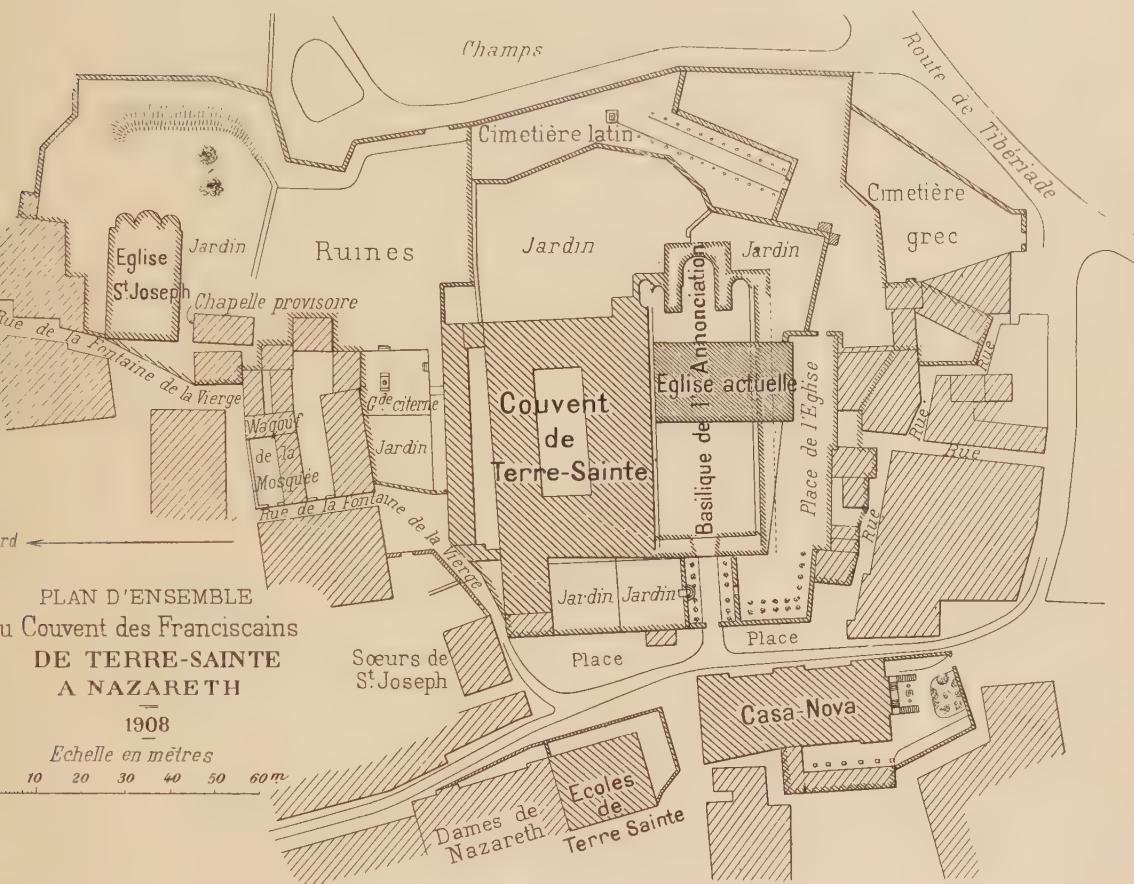 Champs
Route de Tibériade
Cimetière latin
Cimetière
grec
Jardin
Ruines
Jardin
Jardin
Eglise
St Joseph
Chapelle provisoire
Rue de la Fontaine de la Vierge
Gde citerne
Jardin
Wagouf
de la
Mosquée
Rue de la Fontaine de la Vierge
Couvent
de
Terre-Sainte
Eglise actuelle
Basilique de l'Annonciation
Place de l'Eglise
Rue
Rue
Rue
Rue
rd
Jardin
Jardin
Place
Place
PLAN D'ENSEMBLE
u Couvent des Franciscains
DE TERRE-SAINTE
A NAZARETH
1908
Echelle en mètres
10 20 30 40 50 60 m
Sœurs de
St Joseph
Casa-Nova
Ecoles
de
Terre Sainte
Dames de
Nazareth